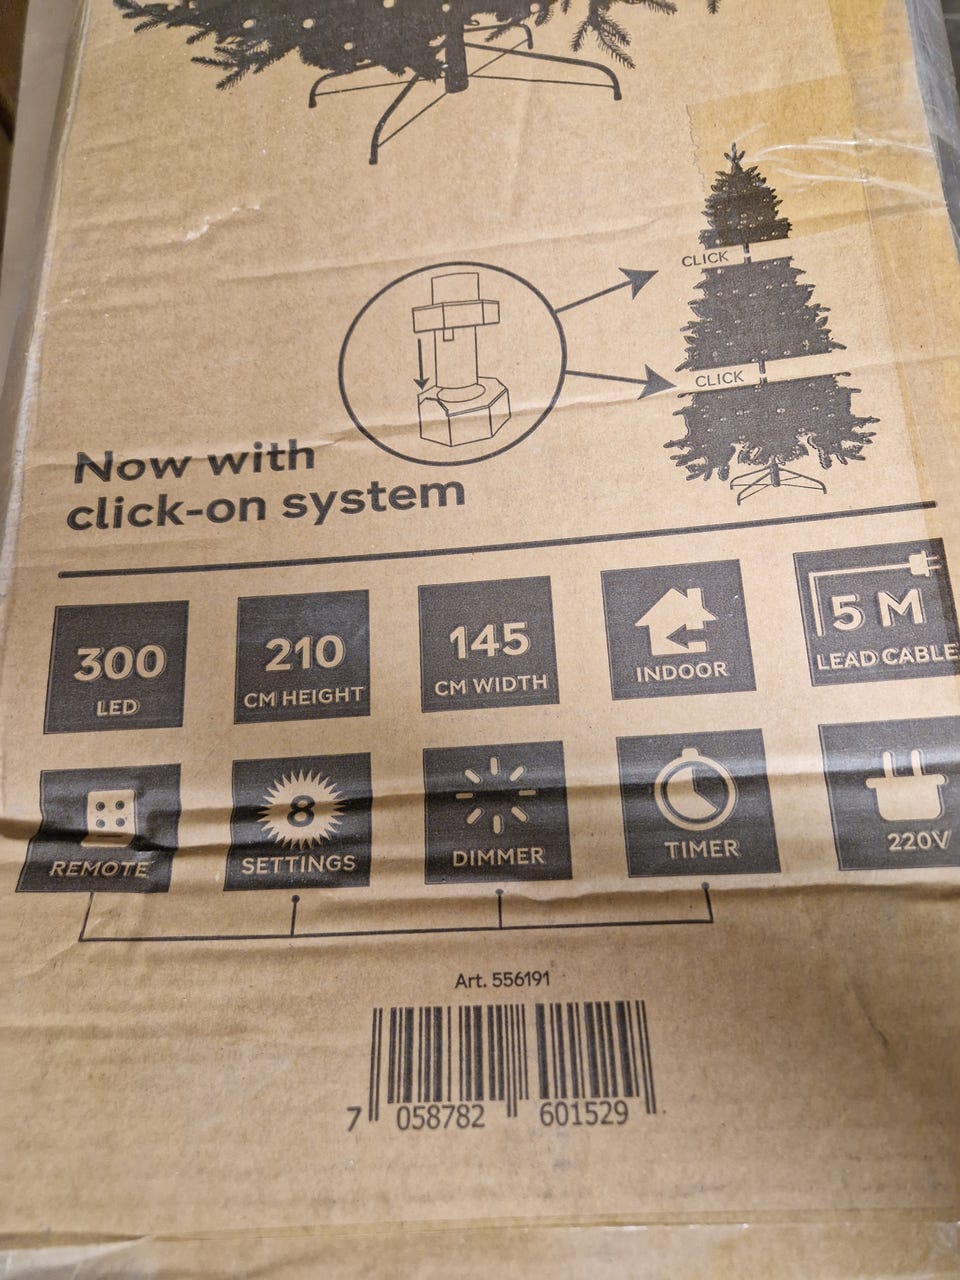 CLICK
CLICK
Now with
click-on system
300
LED
210
CM HEIGHT
145
CM WIDTH
INDOOR
5 M
LEAD CABLE
REMOTE
8
SETTINGS
DIMMER
TIMER
220V
Art. 556191
7 058782 601529